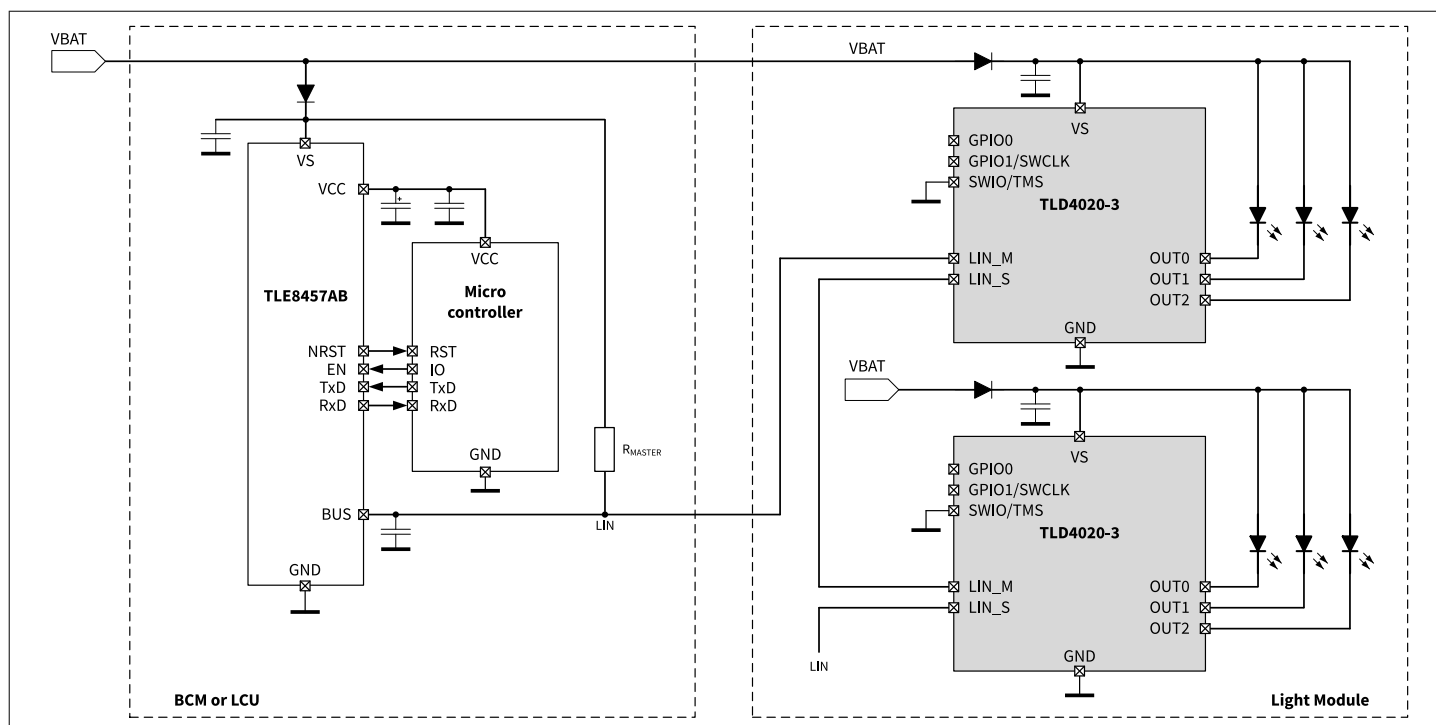 VBAT
VBAT
VS
VCC
TLE8457AB
NRST
EN
TxD
RxD
BUS
GND
+
VCC
Micro
controller
RST
IO
TxD
RxD
GND
RMASTER
LIN
BCM or LCU
VS
GPIO0
GPIO1/SWCLK
SWIO/TMS
TLD4020-3
LIN_M
LIN_S
OUT0
OUT1
OUT2
GND
VBAT
VS
GPIO0
GPIO1/SWCLK
SWIO/TMS
TLD4020-3
LIN_M
LIN_S
OUT0
OUT1
OUT2
GND
LIN
Light Module